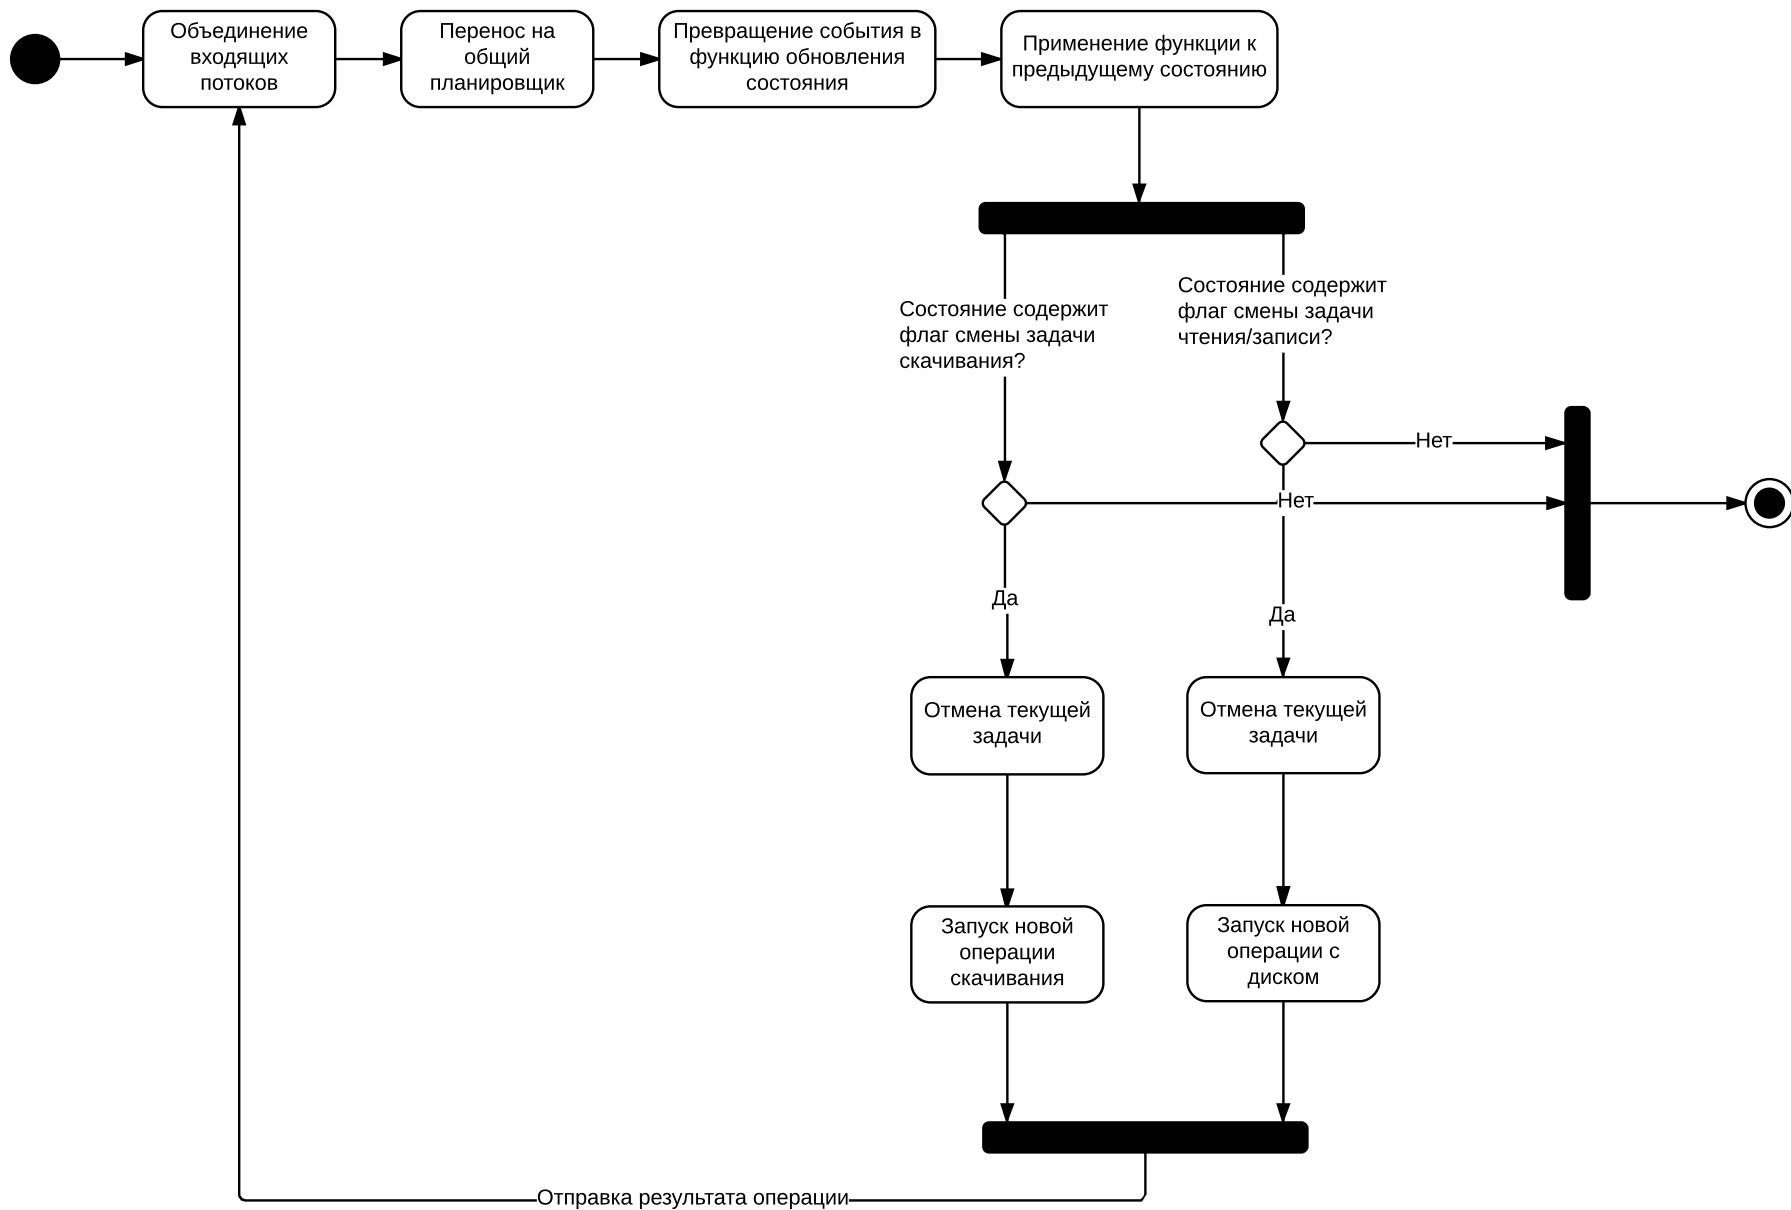 Объединение
входящих
потоков
Перенос на
общий
планировщик
Превращение события в
функцию обновления
состояния
Применение функции к
предыдущему состоянию
Состояние содержит
флаг смены задачи
скачивания?
Состояние содержит
флаг смены задачи
чтения/записи?
Нет
Нет
Да
Да
Отмена текущей
задачи
Отмена текущей
задачи
Запуск новой
операции
скачивания
Запуск новой
операции с
диском
Отправка результата операции